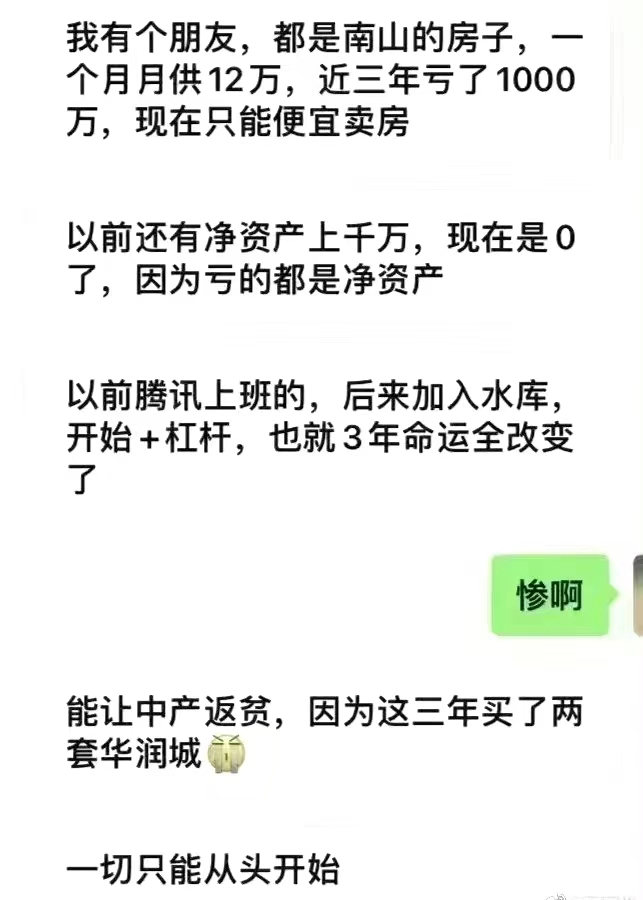 我有个朋友，都是南山的房子，一
个月月供12万，近三年亏了1000
万，现在只能便宜卖房
以前还有净资产上千万，现在是0
了，因为亏的都是净资产
以前腾讯上班的，后来加入水库，
开始+杠杆，也就3年命运全改变
了
惨啊
能让中产返贫，因为这三年买了两
套华润城
一切只能从头开始